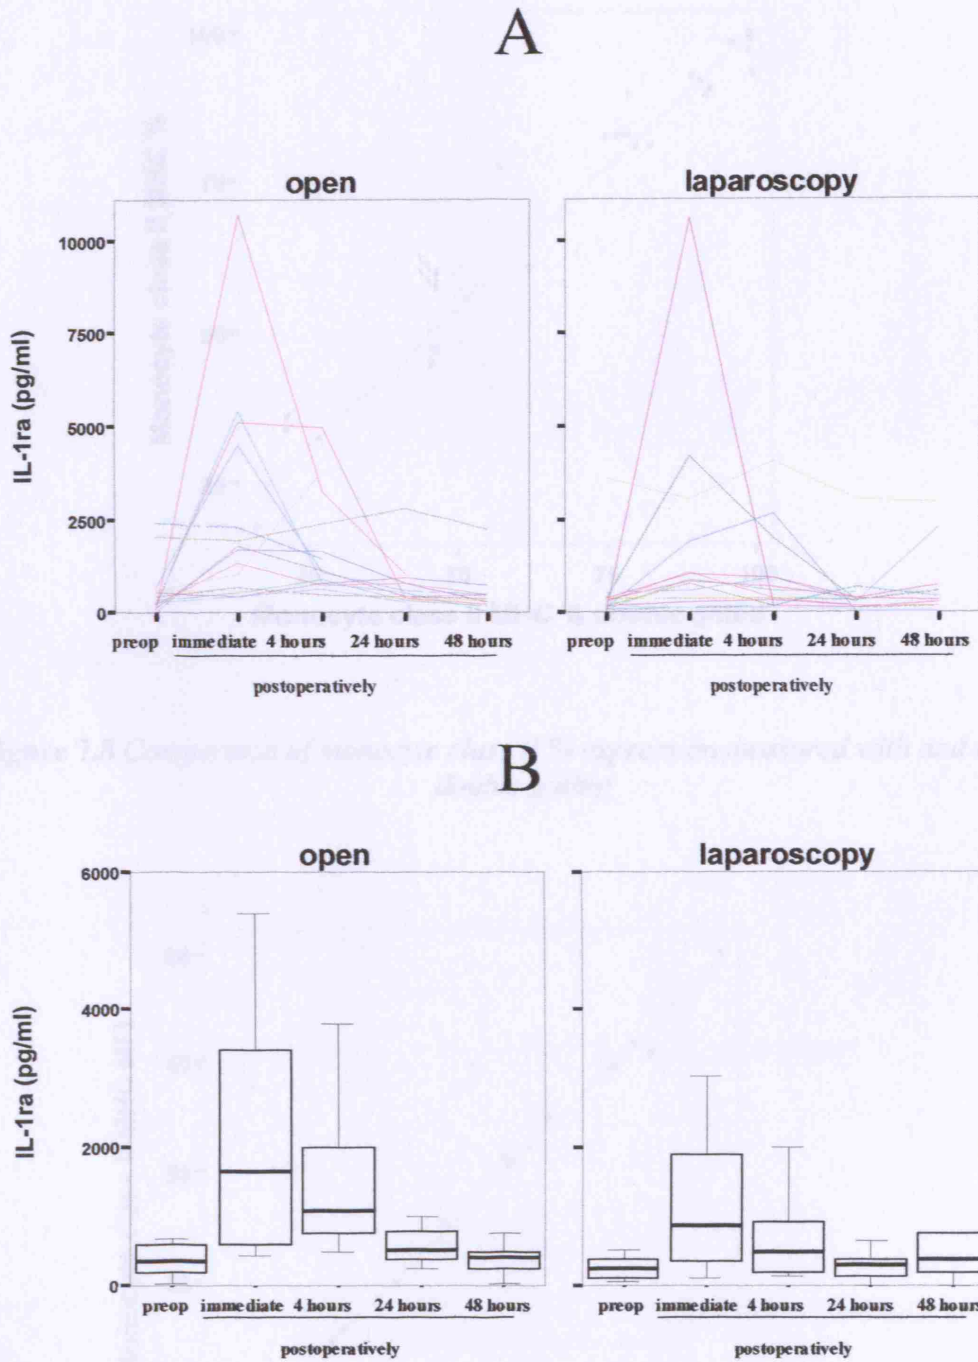 A
open
laparoscopy
IL-1ra (pg/ml)
10000
7500
5000
2500
0
preop immediate 4 hours 24 hours 48 hours
postoperatively
preop immediate 4 hours 24 hours 48 hours
postoperatively
B
open
laparoscopy
IL-1ra (pg/ml)
6000
4000
2000
0
preop immediate 4 hours 24 hours 48 hours
postoperatively
preop immediate 4 hours 24 hours 48 hours
postoperatively